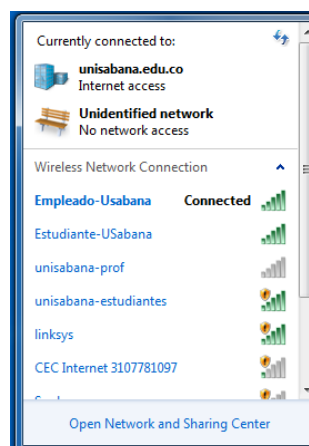 Currently connected to:
unisabana.edu.co
Internet access
Unidentified network
No network access
Wireless Network Connection
Empleado-Usabana Connected
Estudiante-USabana
unisabana-prof
unisabana-estudiantes
linksys
CEC Internet 3107781097
Open Network and Sharing Center